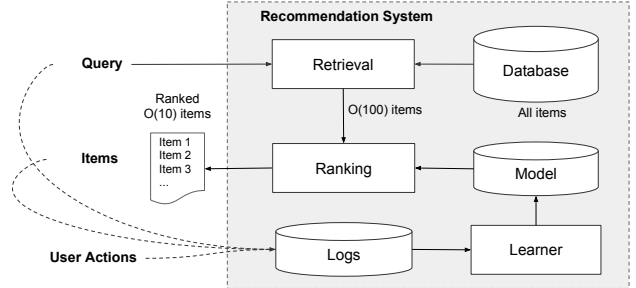 Recommendation System
Query
Retrieval
Database
All items
Ranked
O(10) items
O(100) items
Item 1
Item 2
Item 3
...
Items
Ranking
Model
User Actions
Logs
Learner